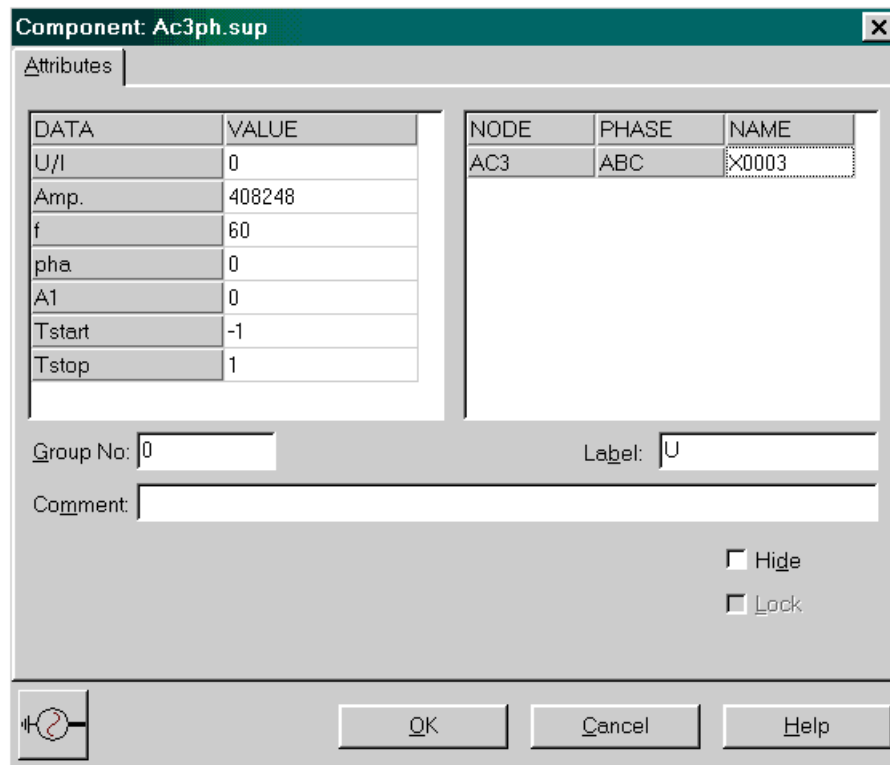 Component: Ac3ph.sup
Attributes
DATA VALUE
U/I 0
Amp. 408248
f 60
pha 0
A1 0
Tstart -1
Tstop 1
NODE PHASE NAME
AC3 ABC X0003
Group No: 0
Label: U
Comment:
Hide
Lock
OK Cancel Help